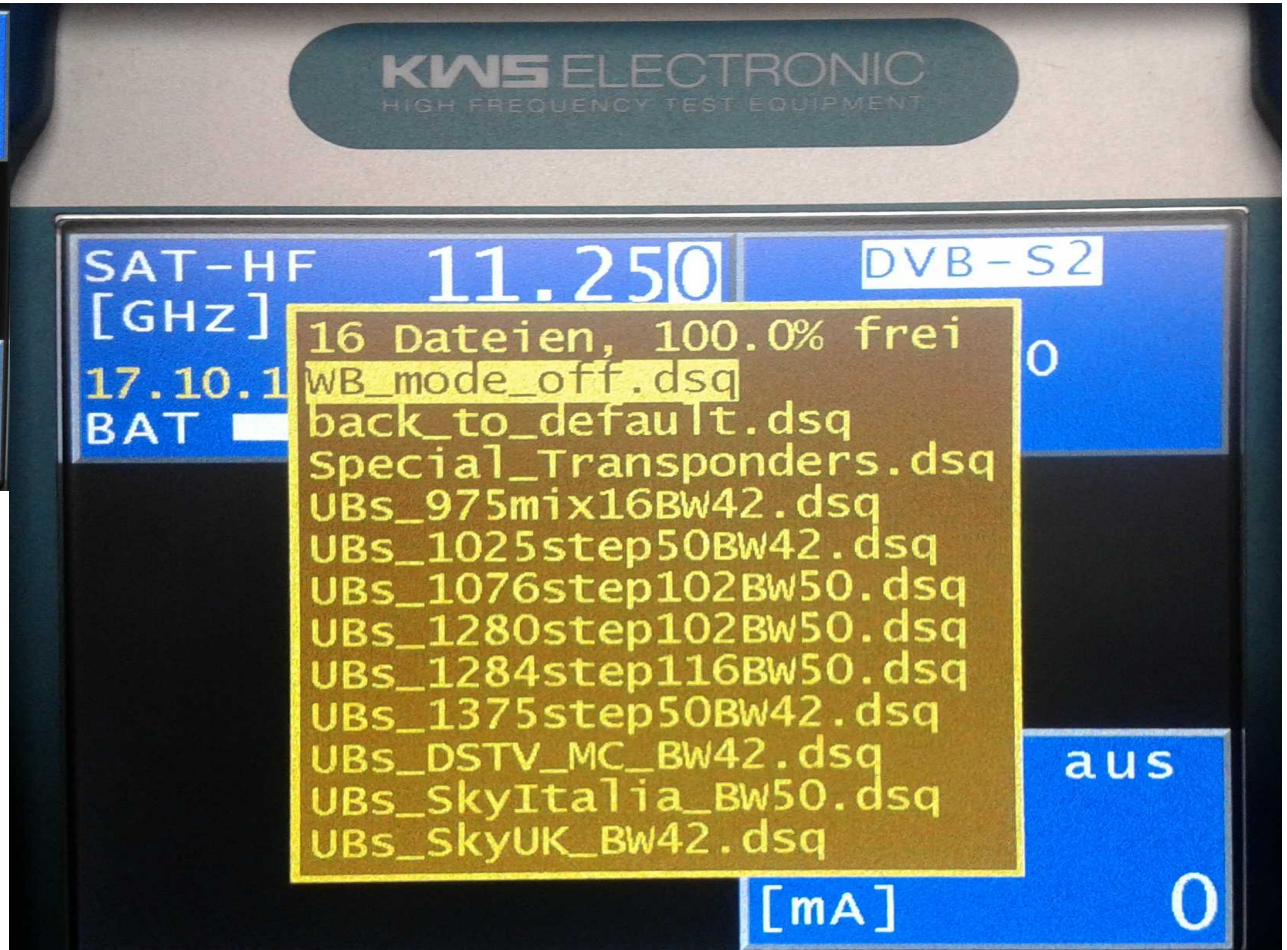 KWS ELECTRONIC
HIGH FREQUENCY TEST EQUIPMENT
SAT-HF 11.250
[GHz]
DVB-S2
0
17.10.1
BAT
16 Dateien, 100.0% frei
WB_mode_off.dsq
back_to_default.dsq
Special_Transponders.dsq
UBs_975mix16BW42.dsq
UBs_1025step50BW42.dsq
UBs_1076step102BW50.dsq
UBs_1280step102BW50.dsq
UBs_1284step116BW50.dsq
UBs_1375step50BW42.dsq
UBs_DSTV_MC_BW42.dsq
UBs_SkyItalia_BW50.dsq
UBs_SkyUK_BW42.dsq
aus
[mA] 0